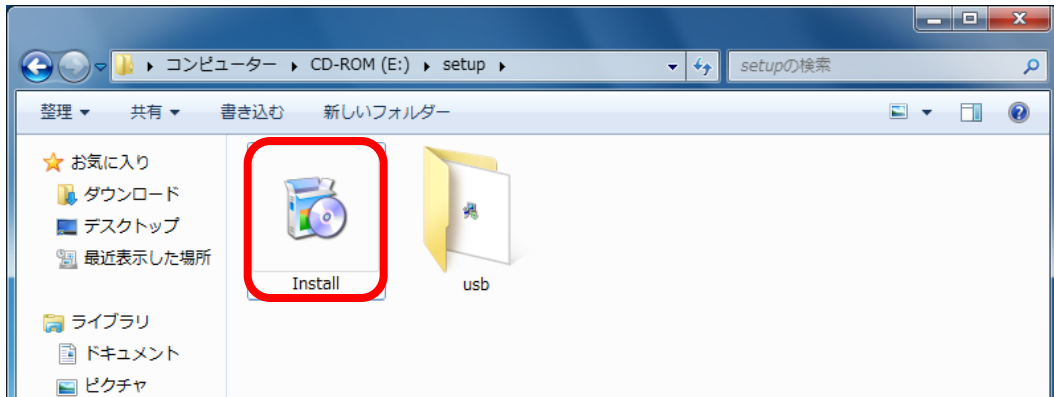 コンピューター ▸ CD-ROM (E:) ▸ setup ▸
setupの検索
整理 ▼ 共有 ▼ 書き込む 新しいフォルダー
お気に入り
ダウンロード
デスクトップ
最近表示した場所
ライブラリ
ドキュメント
ピクチャ
Install
usb